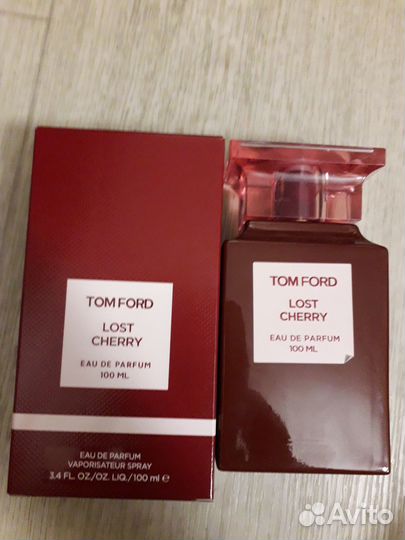 TOM FORD
LOST
CHERRY
EAU DE PARFUM
100 ML
EAU DE PARFUM
VAPORISATEUR SPRAY
3.4 FL. OZ./OZ. LIQ./100 ml ℮
TOM FORD
LOST
CHERRY
EAU DE PARFUM
100 ML
Avito